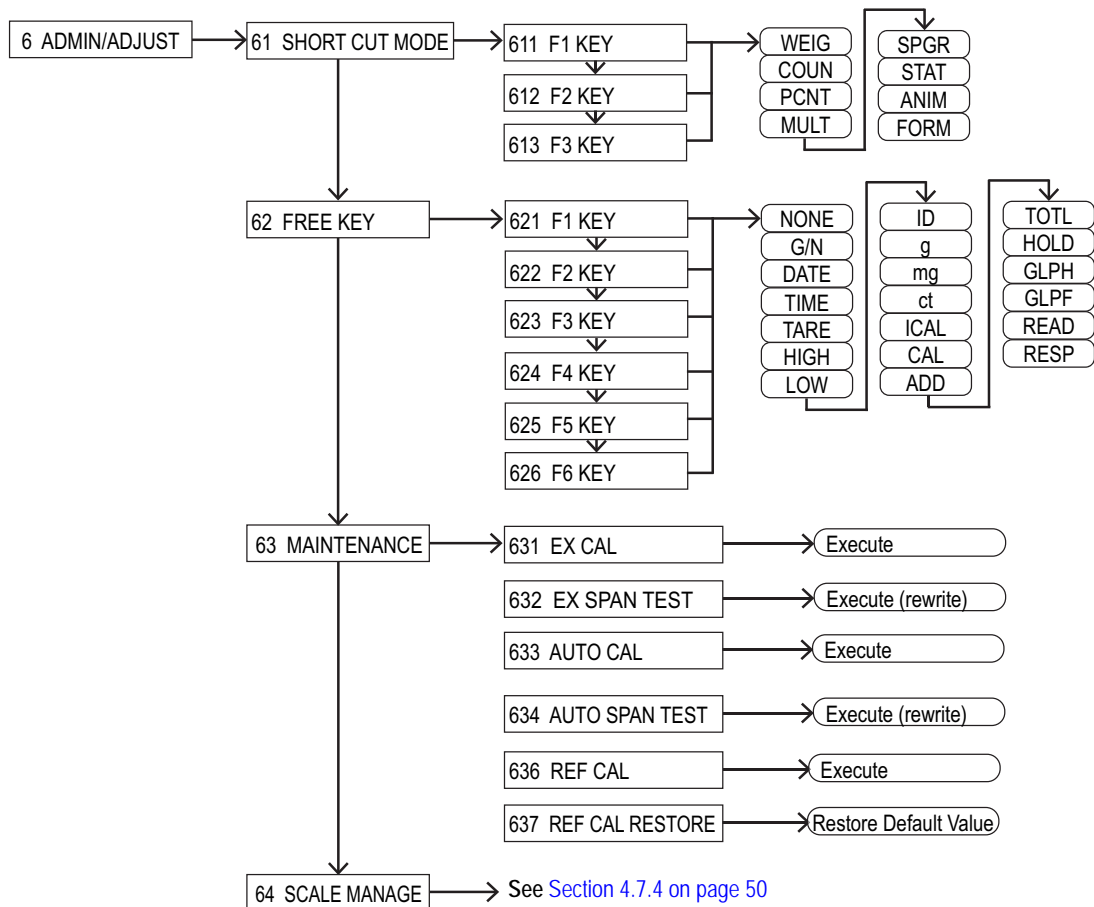 6 ADMIN/ADJUST
61 SHORT CUT MODE
611 F1 KEY
612 F2 KEY
613 F3 KEY
WEIG
COUN
PCNT
MULT
SPGR
STAT
ANIM
FORM
62 FREE KEY
621 F1 KEY
622 F2 KEY
623 F3 KEY
624 F4 KEY
625 F5 KEY
626 F6 KEY
NONE
G/N
DATE
TIME
TARE
HIGH
LOW
ID
g
mg
ct
ICAL
CAL
ADD
TOTL
HOLD
GLPH
GLPF
READ
RESP
63 MAINTENANCE
631 EX CAL
Execute
632 EX SPAN TEST
Execute (rewrite)
633 AUTO CAL
Execute
634 AUTO SPAN TEST
Execute (rewrite)
636 REF CAL
Execute
637 REF CAL RESTORE
Restore Default Value
64 SCALE MANAGE
See Section 4.7.4 on page 50